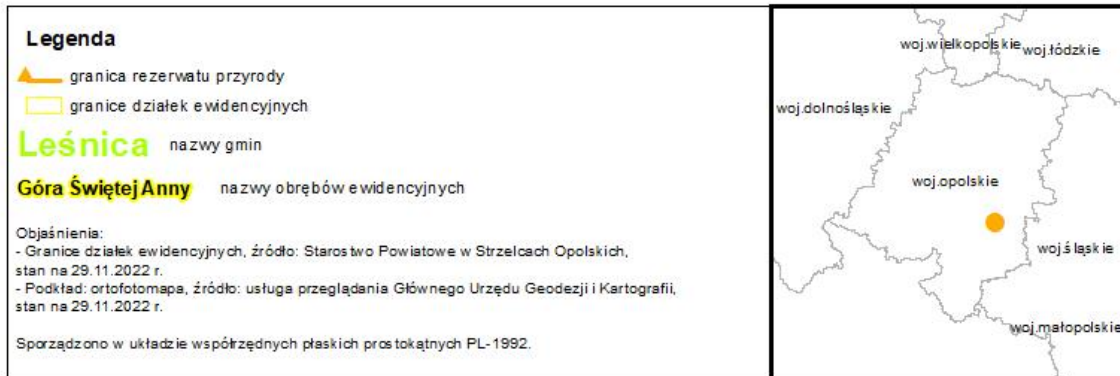 Legenda
granica rezerwatu przyrody
granice działek ewidencyjnych
Leśnica nazwy gmin
Góra Świętej Anny nazwy obrębów ewidencyjnych
Objaśnienia:
- Granice działek ewidencyjnych, źródło: Starostwo Powiatowe w Strzelcach Opolskich,
stan na 29.11.2022 r.
- Podkład: ortofotomapa, źródło: usługa przeglądania Głównego Urzędu Geodezji i Kartografii,
stan na 29.11.2022 r.
Sporządzono w układzie współrzędnych płaskich prostokątnych PL-1992.
woj.wielkopolskie
woj.łódzkie
woj.dolnośląskie
woj.opolskie
woj.śląskie
woj.małopolskie